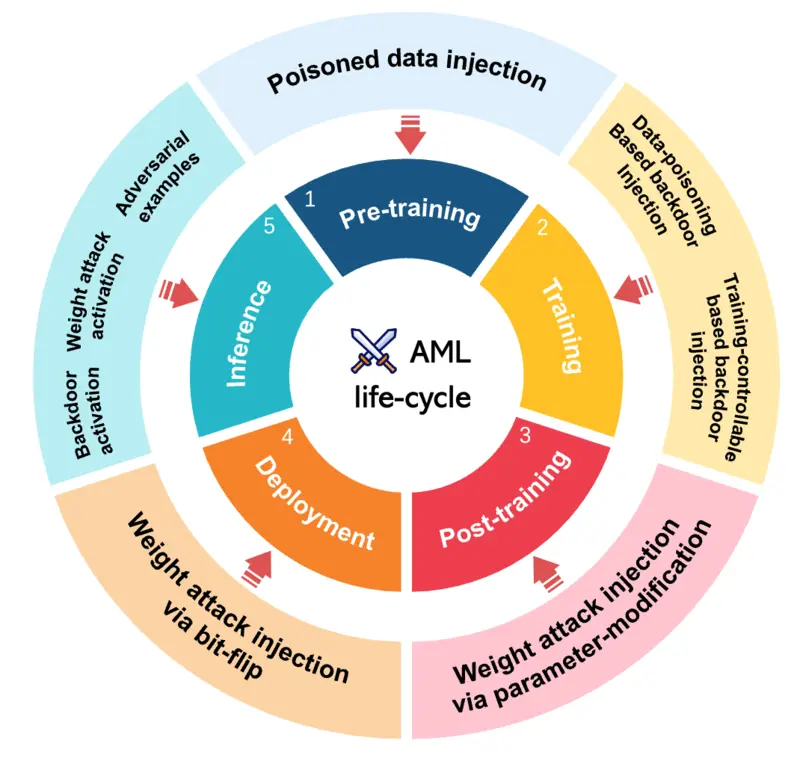 Poisoned data injection
1
Pre-training
2
Training
Data-poisoning
Based backdoor
Injection
Training-controllable
based backdoor
injection
3
Post-training
Weight attack injection
via parameter-modification
4
Deployment
Weight attack injection
via bit-flip
5
Inference
Adversarial
examples
Weight attack
activation
Backdoor
activation
AML
life-cycle